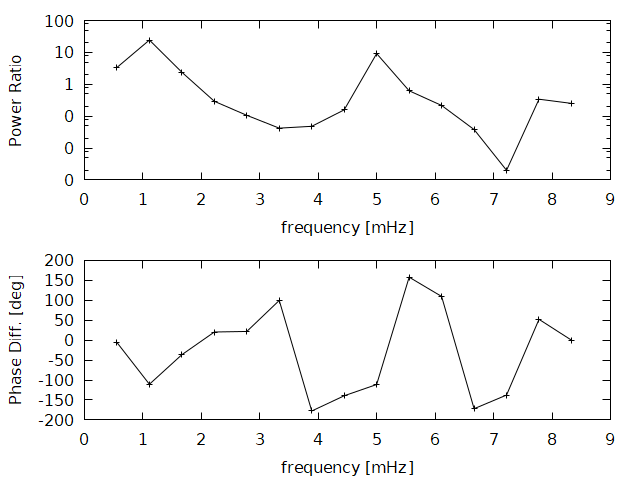 Power Ratio
100
10
1
0
0
0
0 1 2 3 4 5 6 7 8 9
frequency [mHz]
Phase Diff. [deg]
200
150
100
50
0
-50
-100
-150
-200
0 1 2 3 4 5 6 7 8 9
frequency [mHz]